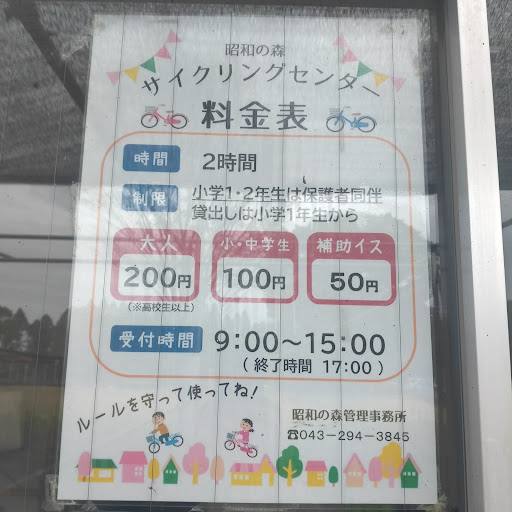 昭和の森
サイクリングセンター
料金表
時間 2時間
制限 小学1・2年生は保護者同伴
貸出しは小学1年生から
大人 小・中学生 補助イス
200円 100円 50円
(※高校生以上)
受付時間 9:00～15:00
(終了時間 17:00)
ルールを守って使ってね!
昭和の森管理事務所
☎043-294-3845